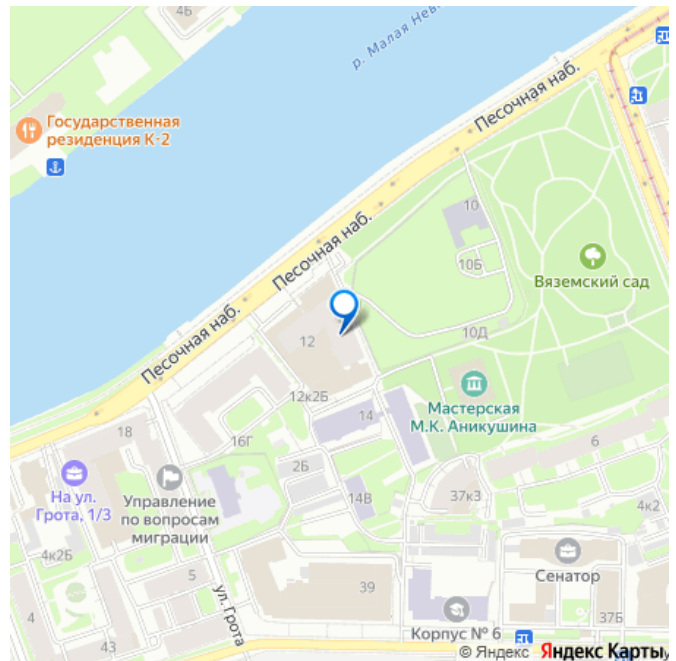 4Б
р. Малая Нев
Песочная наб.
Государственная
резиденция К-2
10
Песочная наб.
10Б
Вяземский сад
Песочная наб.
12
10Д
12к2Б
Мастерская
М.К. Аникушина
14
18
16Г
6
2Б
На ул.
Грота, 1/3
Управление
по вопросам
миграции
14В
37к3
4к2
4к2Б
5
Сенатор
39
4
ул. Грота
37Б
43
Корпус № 6
© Яндекс Яндекс Карты